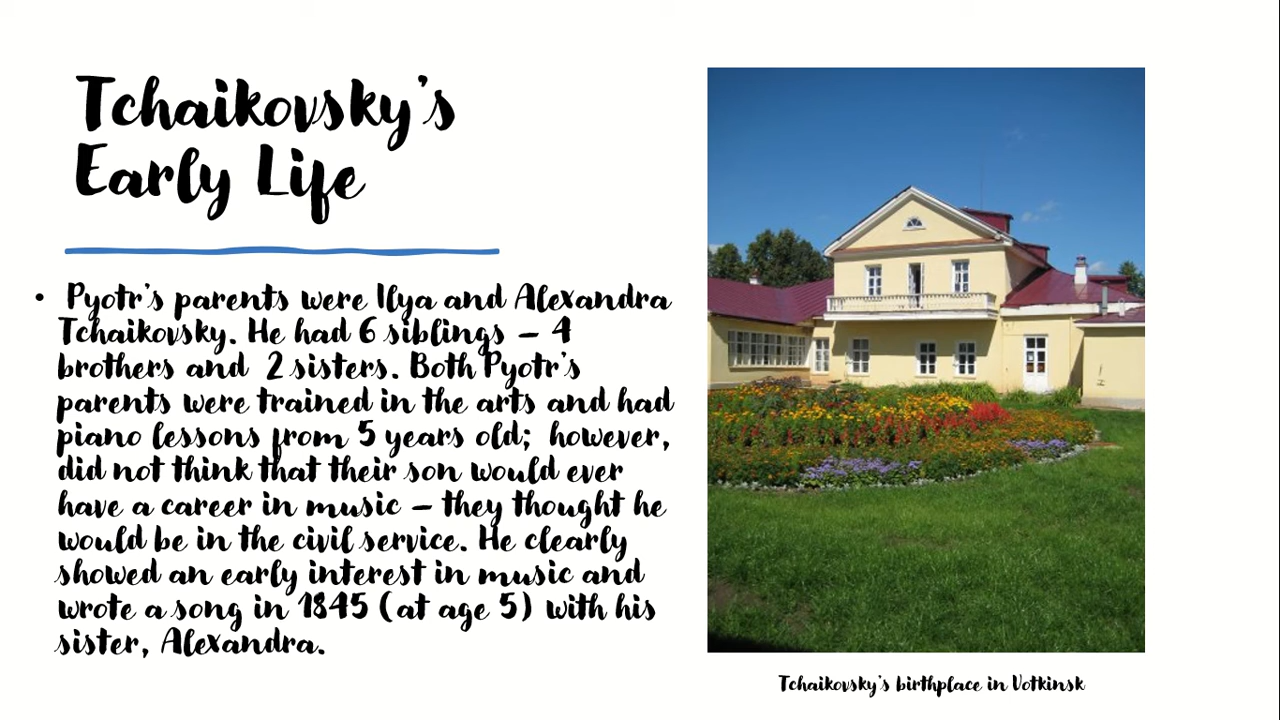 Tchaikovsky's
Early Life
• Pyotr's parents were Ilya and Alexandra
Tchaikovsky. He had 6 siblings – 4
brothers and 2 sisters. Both Pyotr's
parents were trained in the arts and had
piano lessons from 5 years old; however,
did not think that their son would ever
have a career in music – they thought he
would be in the civil service. He clearly
showed an early interest in music and
wrote a song in 1845 (at age 5) with his
sister, Alexandra.
Tchaikovsky's birthplace in Votkinsk